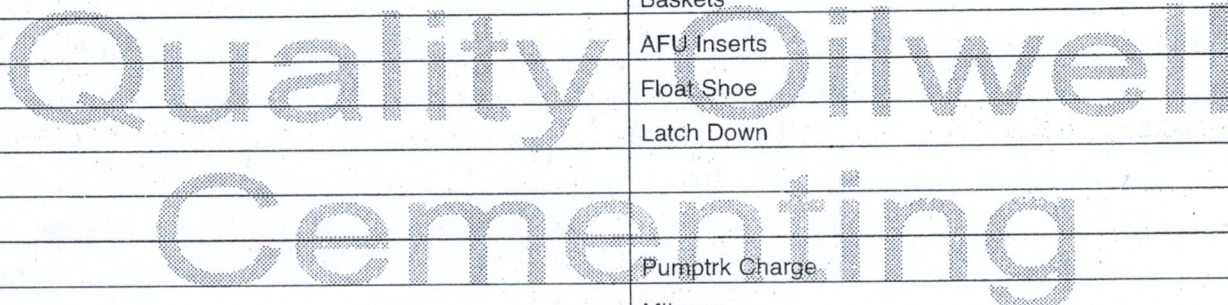 Baskets
Quality Oilwell
AFU Inserts
Float Shoe
Latch Down
Cementing
Pumptrk Charge